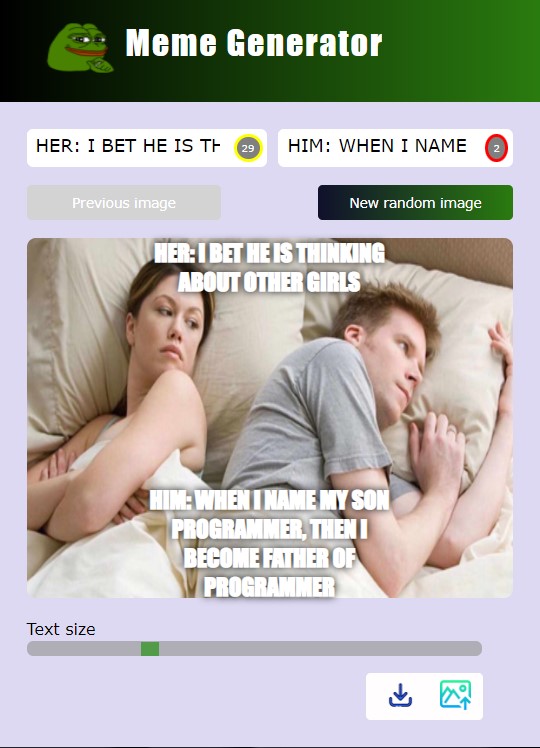 Meme Generator
HER: I BET HE IS TH
29
HIM: WHEN I NAME
2
Previous image
New random image
HER: I BET HE IS THINKING
ABOUT OTHER GIRLS
HIM: WHEN I NAME MY SON
PROGRAMMER, THEN I
BECOME FATHER OF
PROGRAMMER
Text size